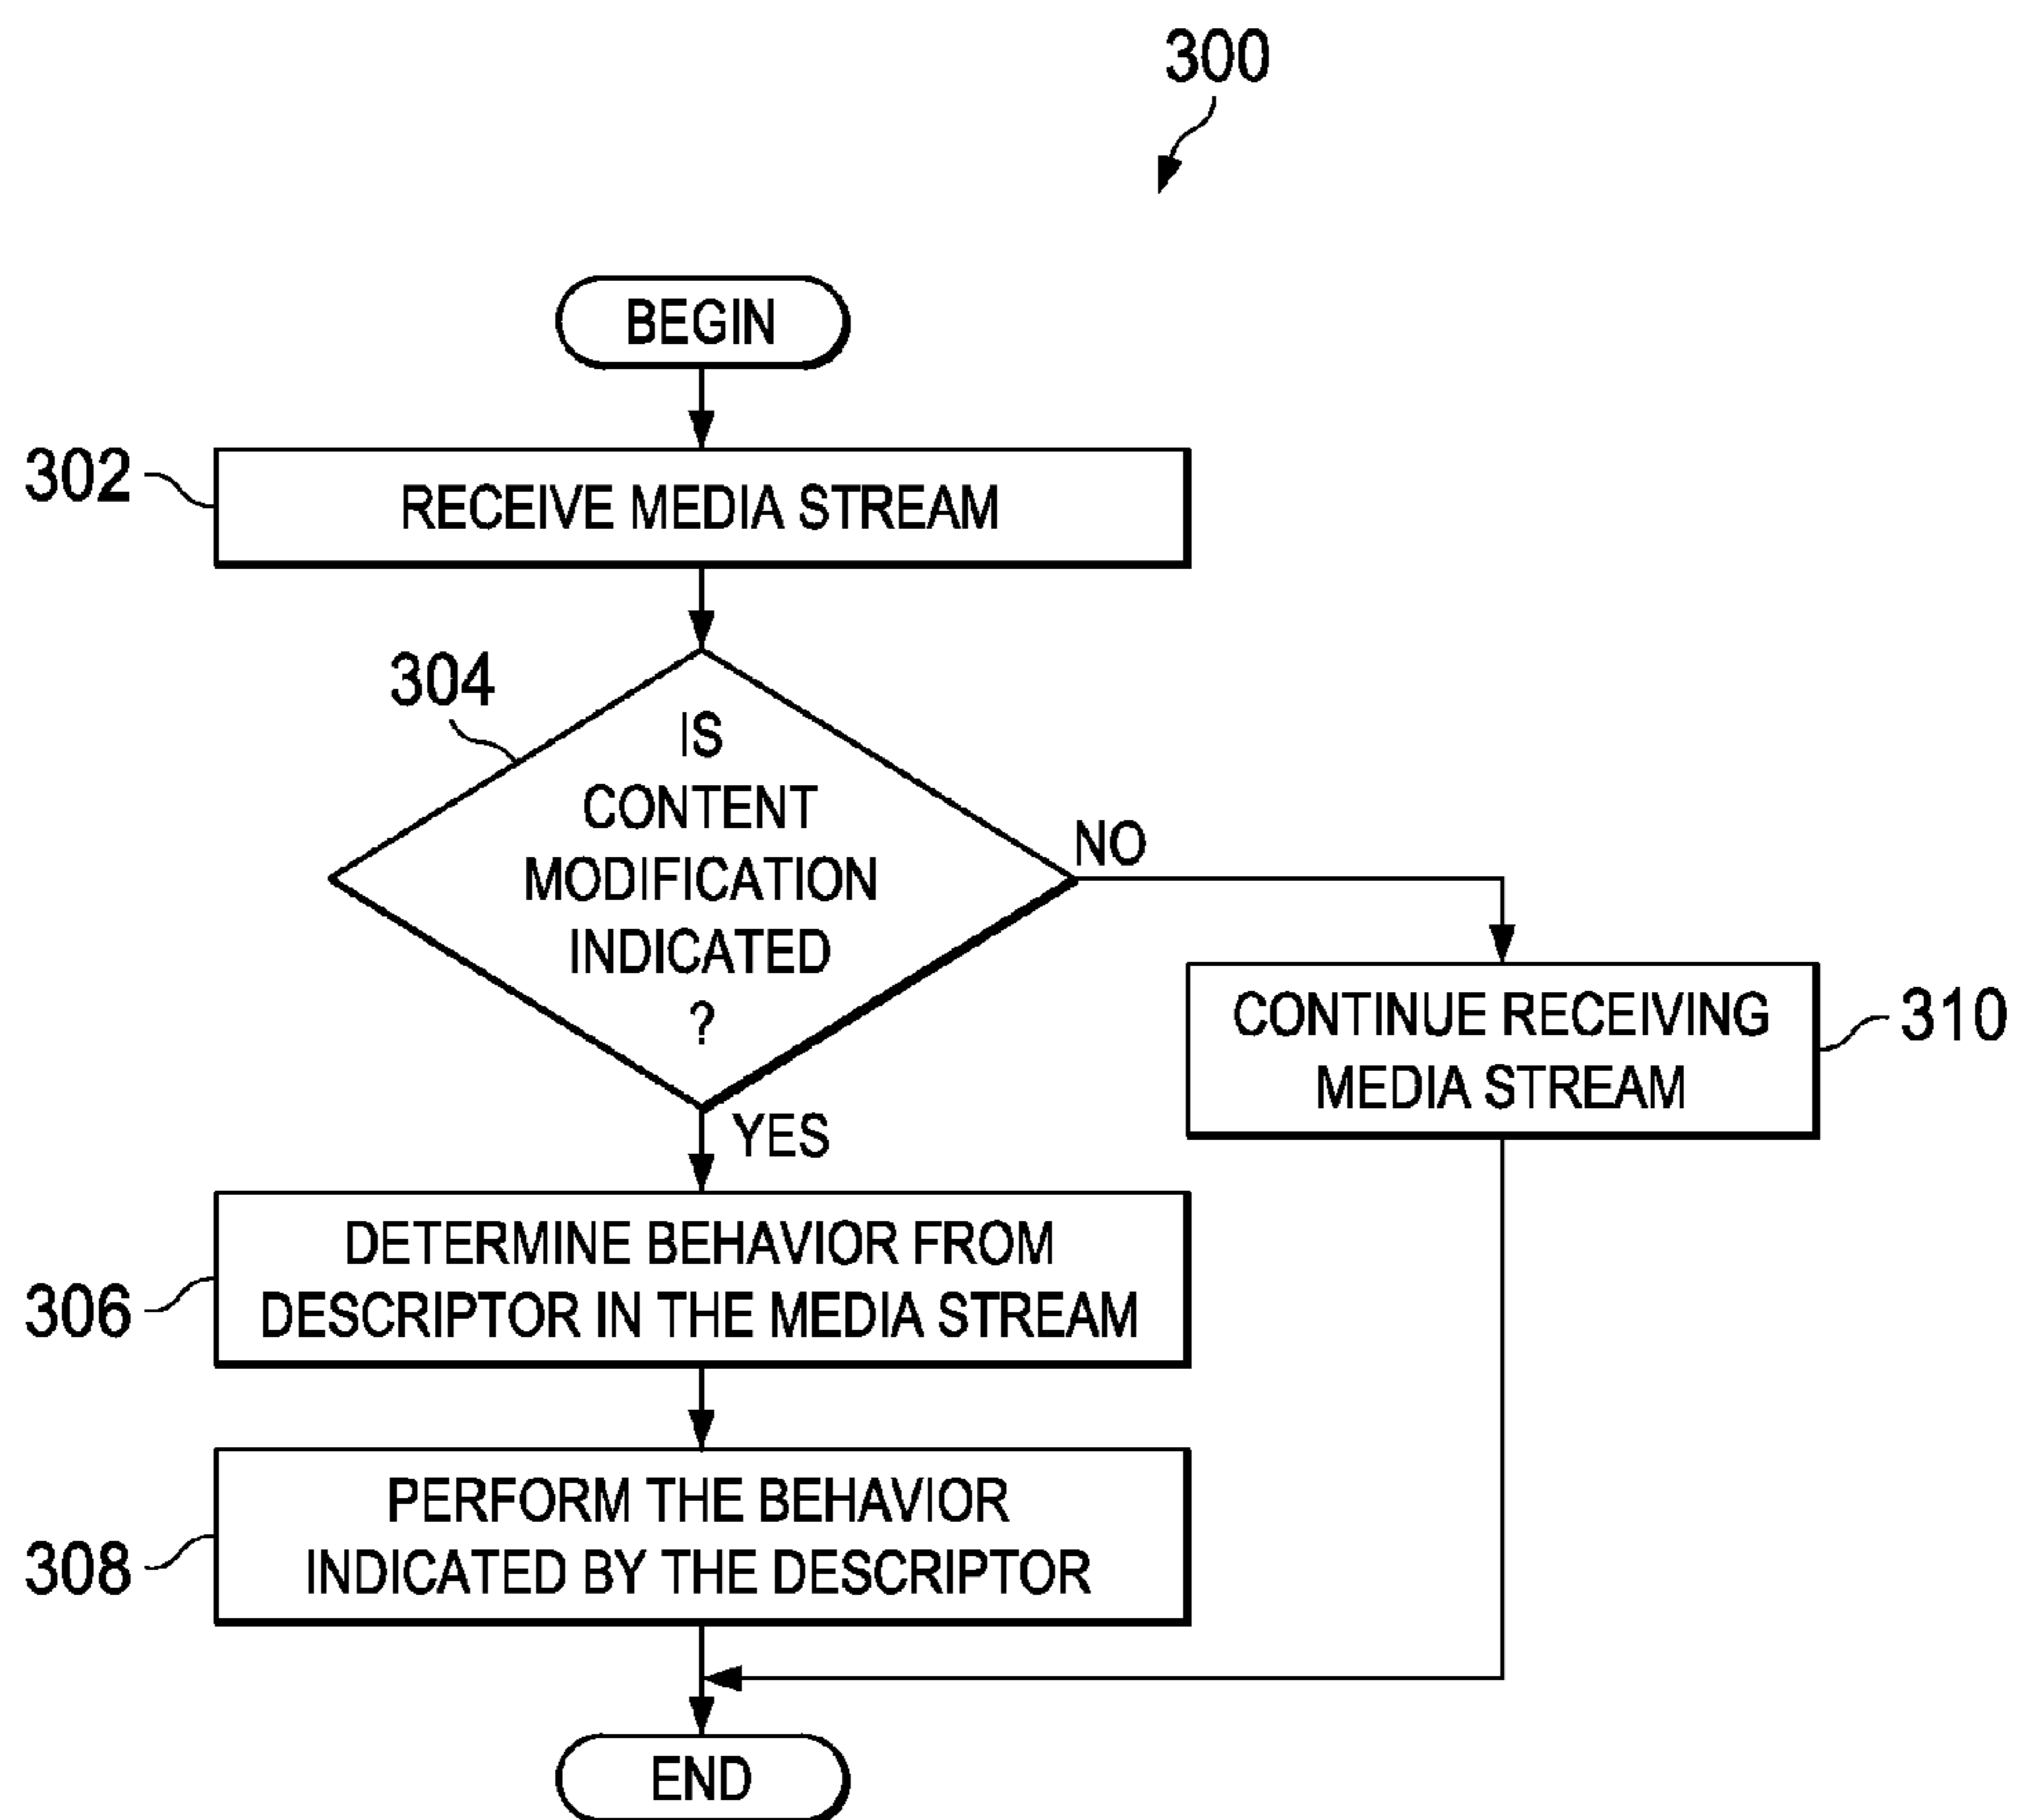 300
BEGIN
302
RECEIVE MEDIA STREAM
304
IS
CONTENT
MODIFICATION
INDICATED
?
NO
YES
CONTINUE RECEIVING
MEDIA STREAM
310
DETERMINE BEHAVIOR FROM
DESCRIPTOR IN THE MEDIA STREAM
306
PERFORM THE BEHAVIOR
INDICATED BY THE DESCRIPTOR
308
END